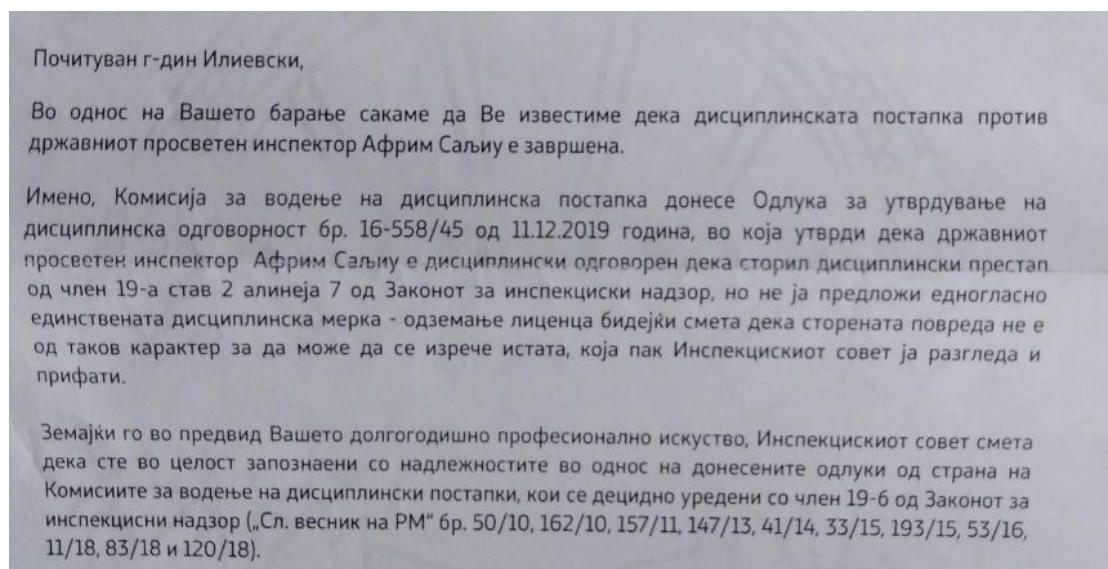 Почитуван г-дин Илиевски,
Во однос на Вашето барање сакаме да Ве известиме дека дисциплинската постапка против
државниот просветен инспектор Африм Саљиу е завршена.
Имено, Комисија за водење на дисциплинска постапка донесе Одлука за утврдување на
дисциплинска одговорност бр. 16-558/45 од 11.12.2019 година, во која утврди дека државниот
просветен инспектор Африм Саљиу е дисциплински одговорен дека сторил дисциплински престап
од член 19-а став 2 алинеја 7 од Законот за инспекциски надзор, но не ја предложи едногласно
единствената дисциплинска мерка - одземање лиценца бидејќи смета дека сторената повреда не е
од таков карактер за да може да се изрече истата, која пак Инспекцискиот совет ја разгледа и
прифати.
Земајќи го во предвид Вашето долгогодишно професионално искуство, Инспекцискиот совет смета
дека сте во целост запознаени со надлежностите во однос на донесените одлуки од страна на
Комисиите за водење на дисциплински постапки, кои се децидно уредени со член 19-б од Законот за
инспекцисни надзор („Сл. весник на РМ“ бр. 50/10, 162/10, 157/11, 147/13, 41/14, 33/15, 193/15, 53/16,
11/18, 83/18 и 120/18).